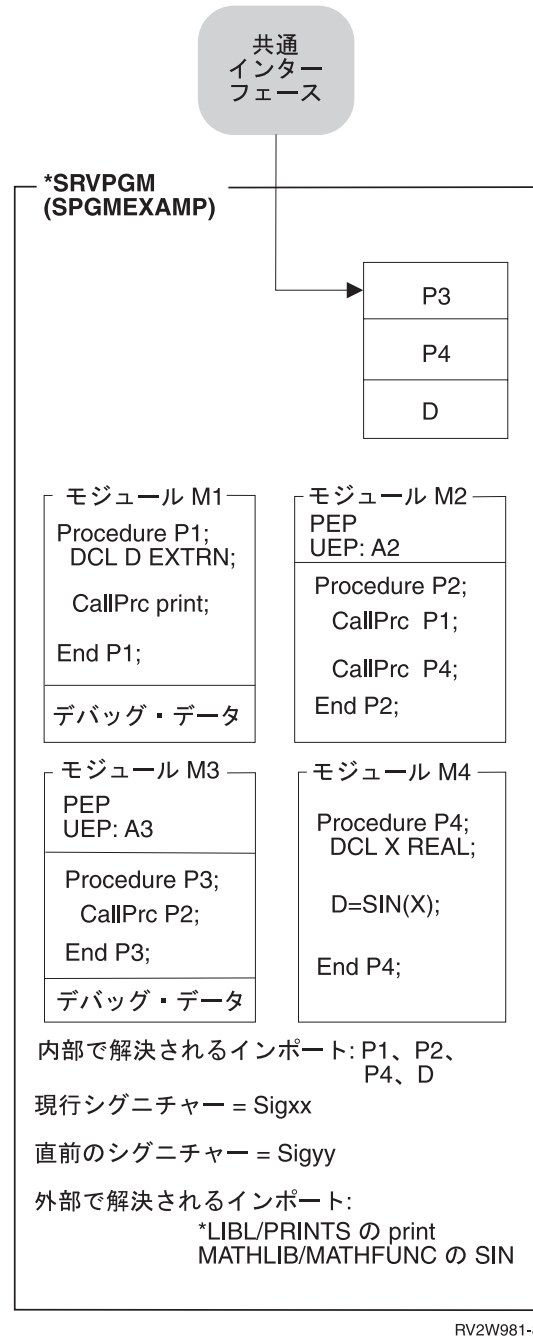 共通
インター
フェース
*SRVPGM
(SPGMEXAMP)
P3
P4
D
モジュール M1
Procedure P1;
DCL D EXTRN;
CallPrc print;
End P1;
デバッグ・データ
モジュール M2
PEP
UEP: A2
Procedure P2;
CallPrc P1;
CallPrc P4;
End P2;
モジュール M3
PEP
UEP: A3
Procedure P3;
CallPrc P2;
End P3;
デバッグ・データ
モジュール M4
Procedure P4;
DCL X REAL;
D=SIN(X);
End P4;
内部で解決されるインポート: P1、P2、
P4、D
現行シグニチャー = Sigxx
直前のシグニチャー = Sigyy
外部で解決されるインポート:
*LIBL/PRINTS の print
MATHLIB/MATHFUNC の SIN
RV2W981-